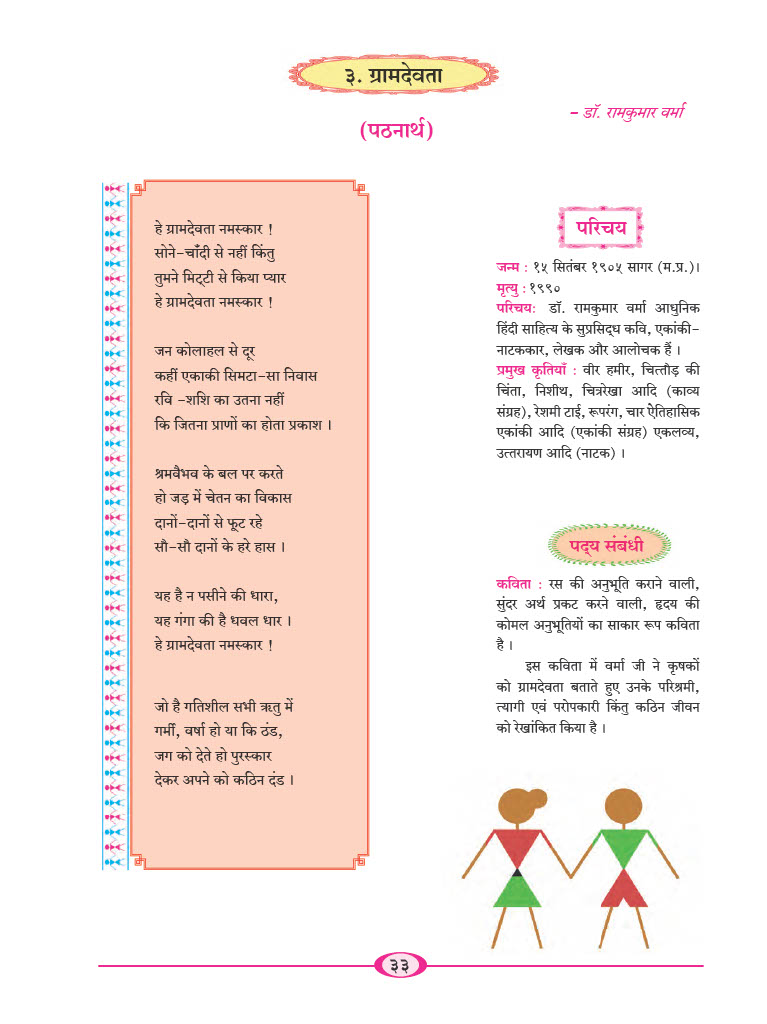 ३. ग्रामदेवता
– डॉ. रामकुमार वर्मा
(पठनार्थ)
हे ग्रामदेवता नमस्कार !
सोने-चाँदी से नहीं किंतु
तुमने मिट्टी से किया प्यार
हे ग्रामदेवता नमस्कार !
जन कोलाहल से दूर
कहीं एकाकी सिमटा-सा निवास
रवि -शशि का उतना नहीं
कि जितना प्राणों का होता प्रकाश ।
श्रमवैभव के बल पर करते
हो जड़ में चेतन का विकास
दानों-दानों से फूट रहे
सौ-सौ दानों के हरे हास ।
यह है न पसीने की धारा,
यह गंगा की है धवल धार ।
हे ग्रामदेवता नमस्कार !
जो है गतिशील सभी ऋतु में
गर्मी, वर्षा हो या कि ठंड,
जग को देते हो पुरस्कार
देकर अपने को कठिन दंड ।
परिचय
जन्म : १५ सितंबर १९०५ सागर (म.प्र.)।
मृत्यु : १९९०
परिचय: डॉ. रामकुमार वर्मा आधुनिक
हिंदी साहित्य के सुप्रसिद्ध कवि, एकांकी-
नाटककार, लेखक और आलोचक हैं ।
प्रमुख कृतियाँ : वीर हमीर, चित्तौड़ की
चिंता, निशीथ, चित्ररेखा आदि (काव्य
संग्रह), रेशमी टाई, रूपरंग, चार ऐतिहासिक
एकांकी आदि (एकांकी संग्रह) एकलव्य,
उत्तरायण आदि (नाटक) ।
पद्य संबंधी
कविता : रस की अनुभूति कराने वाली,
सुंदर अर्थ प्रकट करने वाली, हृदय की
कोमल अनुभूतियों का साकार रूप कविता
है ।
इस कविता में वर्मा जी ने कृषकों
को ग्रामदेवता बताते हुए उनके परिश्रमी,
त्यागी एवं परोपकारी किंतु कठिन जीवन
को रेखांकित किया है ।
३३